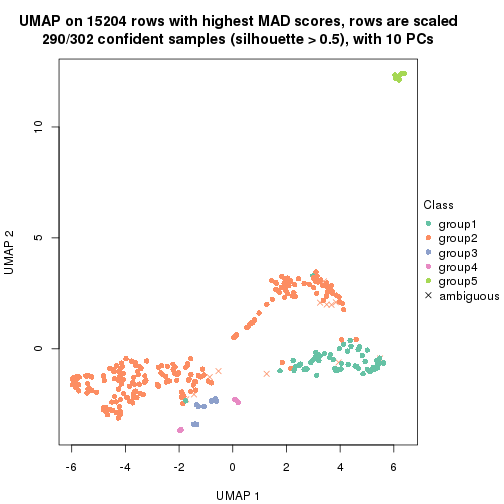 UMAP on 15204 rows with highest MAD scores, rows are scaled
290/302 confident samples (silhouette > 0.5), with 10 PCs
10
5
0
UMAP 2
-6 -4 -2 0 2 4 6
UMAP 1
Class
group1
group2
group3
group4
group5
ambiguous